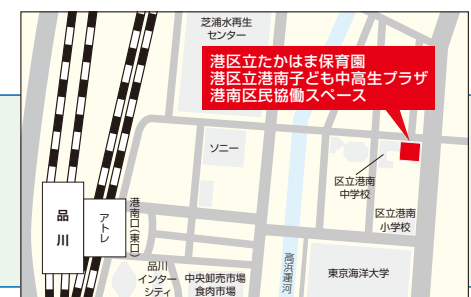 芝浦水再生
センター
港区立たかはま保育園
港区立港南子ども中高生プラザ
港南区民協働スペース
ソニー
区立港南
中学校
区立港南
小学校
品川
アトレ
港南口(東口)
品川
インター
シティ
中央卸売市場
食肉市場
高浜運河
東京海洋大学